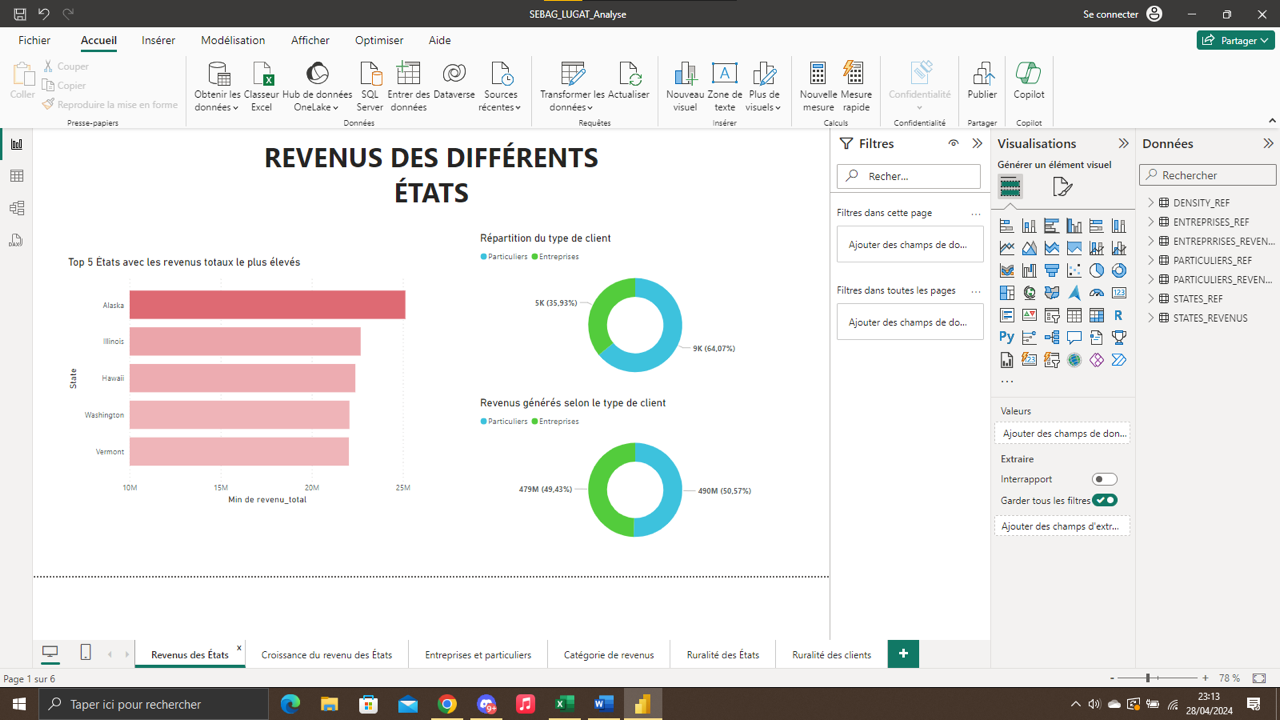 SEBAG_LUGAT_Analyse
Se connecter
Fichier
Accueil
Insérer
Modélisation
Afficher
Optimiser
Aide
Partager
Coller
Couper
Copier
Reproduire la mise en forme
Presse-papiers
Obtenir les données
Classeur Excel
Hub de données OneLake
SQL Server
Entrer des données
Dataverse
Sources récentes
Données
Transformer les données
Actualiser
Requêtes
Nouveau visuel
Zone de texte
Plus de visuels
Insérer
Nouvelle mesure
Mesure rapide
Calculs
Confidentialité
Confidentialité
Publier
Partager
Copilot
Copilot
REVENUS DES DIFFÉRENTS
ÉTATS
Top 5 États avec les revenus totaux le plus élevés
State
Alaska
Illinois
Hawaii
Washington
Vermont
10M 15M 20M 25M
Min de revenu_total
Répartition du type de client
Particuliers Entreprises
5K (35,93%)
9K (64,07%)
Revenus générés selon le type de client
Particuliers Entreprises
479M (49,43%)
490M (50,57%)
Filtres
Recher...
Filtres dans cette page ...
Ajouter des champs de do...
Filtres dans toutes les pages ...
Ajouter des champs de do...
Visualisations
Générer un élément visuel
123
R
Py
123
...
Valeurs
Ajouter des champs de don...
Extraire
Interrapport
Garder tous les filtres
Ajouter des champs d'extr...
Données
Rechercher
DENSITY_REF
ENTREPRISES_REF
ENTREPRRISES_REVEN...
PARTICULIERS_REF
PARTICULIERS_REVEN...
STATES_REF
STATES_REVENUS
Revenus des États x
Croissance du revenu des États
Entreprises et particuliers
Catégorie de revenus
Ruralité des États
Ruralité des clients
+
Page 1 sur 6
- + 78 %
Taper ici pour rechercher
9+
23:13
28/04/2024